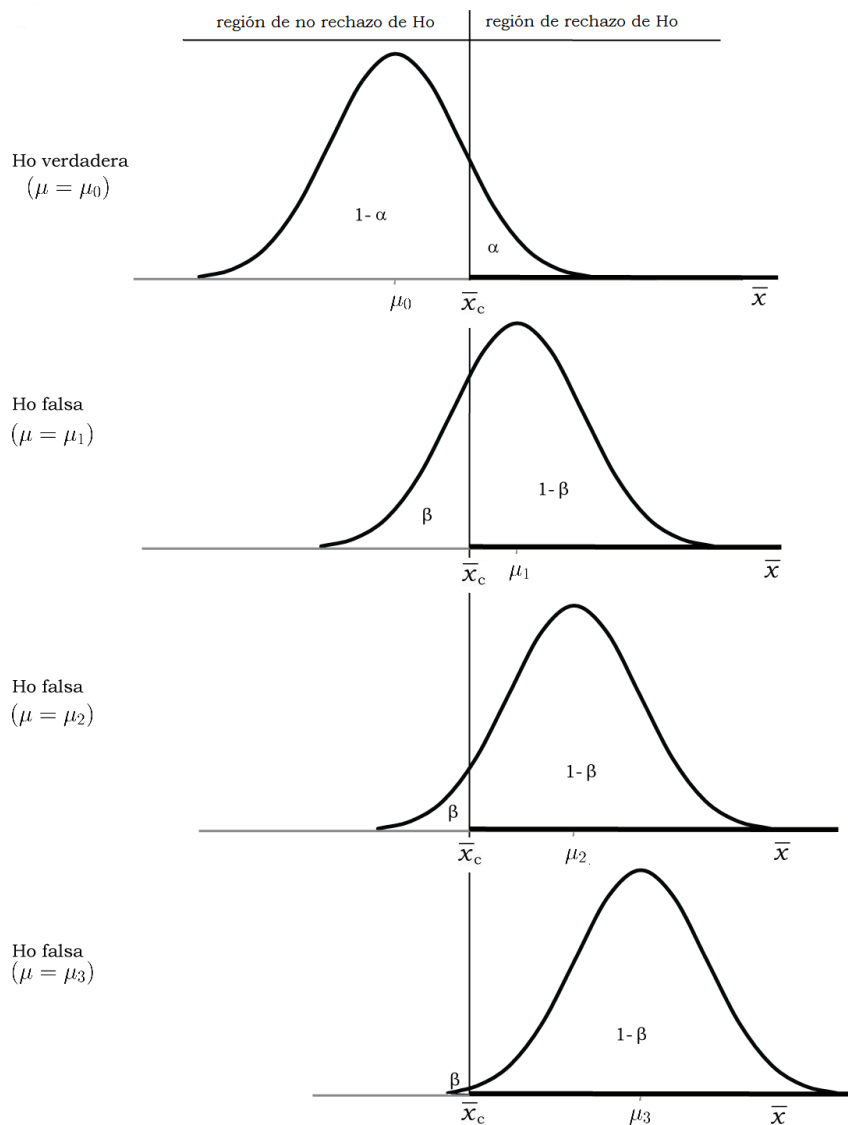 región de no rechazo de Ho
región de rechazo de Ho
Ho verdadera
(μ = μ₀)
1- α
α
μ₀
x̅c
x̅
Ho falsa
(μ = μ₁)
β
1- β
x̅c
μ₁
x̅
Ho falsa
(μ = μ₂)
β
1- β
x̅c
μ₂
x̅
Ho falsa
(μ = μ₃)
β
1- β
x̅c
μ₃
x̅